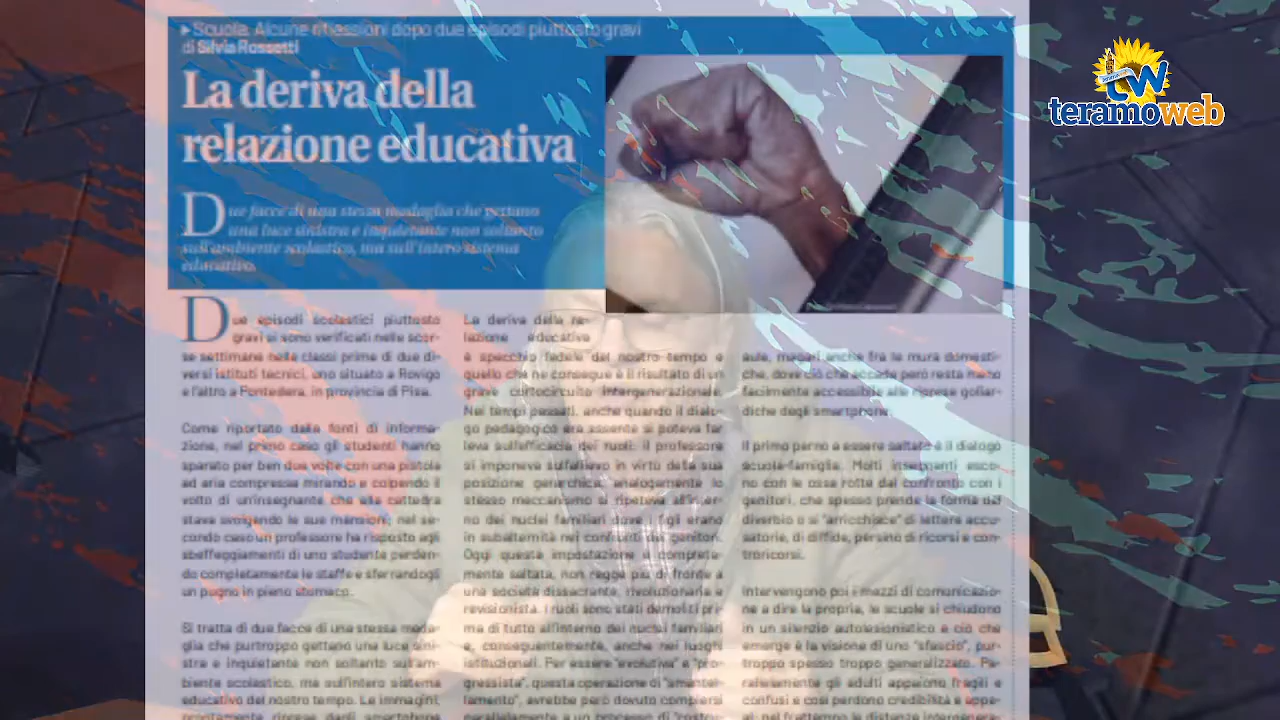 ▸Scuola: Alcune riflessioni dopo due episodi piuttosto gravi
di Silvia Rossetti
La deriva della
relazione educativa
Due facce di una stessa medaglia che gettano
una luce sinistra e inquietante non soltanto
sull'ambiente scolastico, ma sull'intero sistema
educativo.
Due episodi scolastici piuttosto
gravi si sono verificati nelle scor-
se settimane nelle classi prime di due di-
versi istituti tecnici, uno situato a Rovigo
e l'altro a Pontedera, in provincia di Pisa.
Come riportato dalle fonti di informa-
zione, nel primo caso gli studenti hanno
sparato per ben due volte con una pistola
ad aria compressa mirando e colpendo il
volto di un'insegnante che alla cattedra
stava svolgendo le sue mansioni; nel se-
condo caso un professore ha risposto agli
sbeffeggiamenti di uno studente perden-
do completamente le staffe e sferrandogli
un pugno in pieno stomaco.
Si tratta di due facce di una stessa meda-
glia che purtroppo gettano una luce sini-
stra e inquietante non soltanto sull'am-
biente scolastico, ma sull'intero sistema
educativo del nostro tempo. Le immagini,
prontamente riprese dagli smartphone
La deriva della re-
lazione educativa
è specchio fedele del nostro tempo e
quello che ne consegue è il risultato di un
grave cortocircuito intergenerazionale.
Nei tempi passati, anche quando il dialo-
go pedagogico era assente si poteva far
leva sull'efficacia dei ruoli: il professore
si imponeva sull'allievo in virtù della sua
posizione gerarchica; analogamente lo
stesso meccanismo si ripeteva all'inter-
no dei nuclei familiari dove i figli erano
in subalternità nei confronti dei genitori.
Oggi questa impostazione è completa-
mente saltata, non regge più di fronte a
una società dissacrante, rivoluzionaria e
revisionista. I ruoli sono stati demoliti pri-
ma di tutto all'interno dei nuclei familiari
e, conseguentemente, anche nei luoghi
istituzionali. Per essere "evolutiva" e "pro-
gressista", questa operazione di "smantel-
lamento", avrebbe però dovuto compiersi
parallelamente a un processo di "costru-
aule, magari anche fra le mura domesti-
che, dove ciò che accade però resta meno
facilmente accessibile alle riprese goliar-
diche degli smartphone.
Il primo perno a essere saltato è il dialogo
scuola-famiglia. Molti insegnanti esco-
no con le ossa rotte dal confronto con i
genitori, che spesso prende la forma del
diverbio o si "arricchisce" di lettere accu-
satorie, di diffide, persino di ricorsi e con-
troricorsi.
Intervengono poi i mezzi di comunicazio-
ne a dire la propria, le scuole si chiudono
in un silenzio autolesionistico e ciò che
emerge è la visione di uno "sfascio", pur-
troppo spesso troppo generalizzato. Pa-
rallelamente gli adulti appaiono fragili e
confusi e così perdono credibilità e appe-
al; nel frattempo le distanze intergenera-
tw
teramoweb